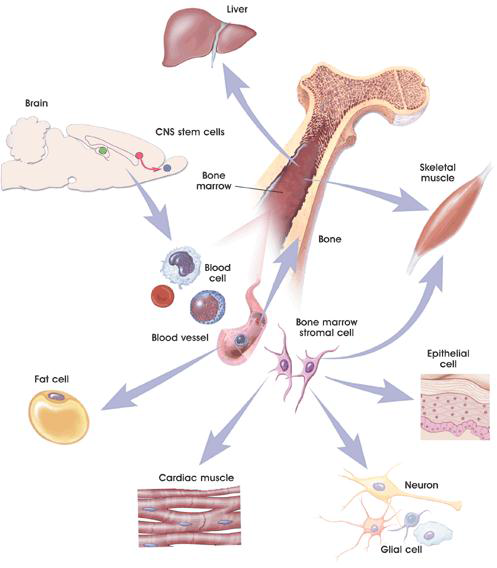 Liver
Brain
CNS stem cells
Bone
marrow
Skeletal
muscle
Bone
Blood
cell
Blood vessel
Bone marrow
stromal cell
Epithelial
cell
Fat cell
Cardiac muscle
Neuron
Glial cell